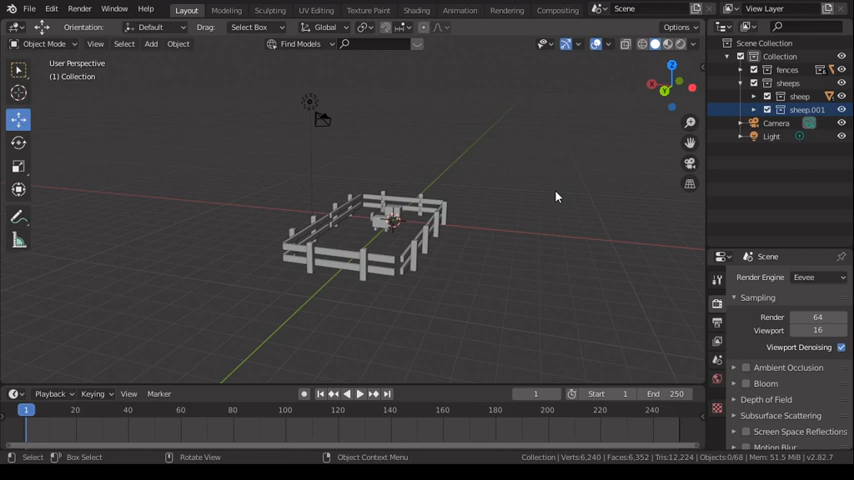 File Edit Render Window Help Layout Modeling Sculpting UV Editing Texture Paint Shading Animation Rendering Compositing Scene View Layer
Orientation: Default Drag: Select Box Global Options
Object Mode View Select Add Object Find Models
User Perspective
(1) Collection
Z
X
Y
Scene Collection
Collection
fences
sheeps
sheep
sheep.001
Camera
Light
Scene
Render Engine Eevee
Sampling
Render 64
Viewport 16
Viewport Denoising
Ambient Occlusion
Bloom
Depth of Field
Subsurface Scattering
Screen Space Reflections
Motion Blur
Playback Keying View Marker 1 Start 1 End 250
1 20 40 60 80 100 120 140 160 180 200 220 240
Select Box Select Rotate View Object Context Menu Collection | Verts:6,240 | Faces:6,352 | Tris:12,224 | Objects:0/68 | Mem: 51.5 MiB | v2.82.7